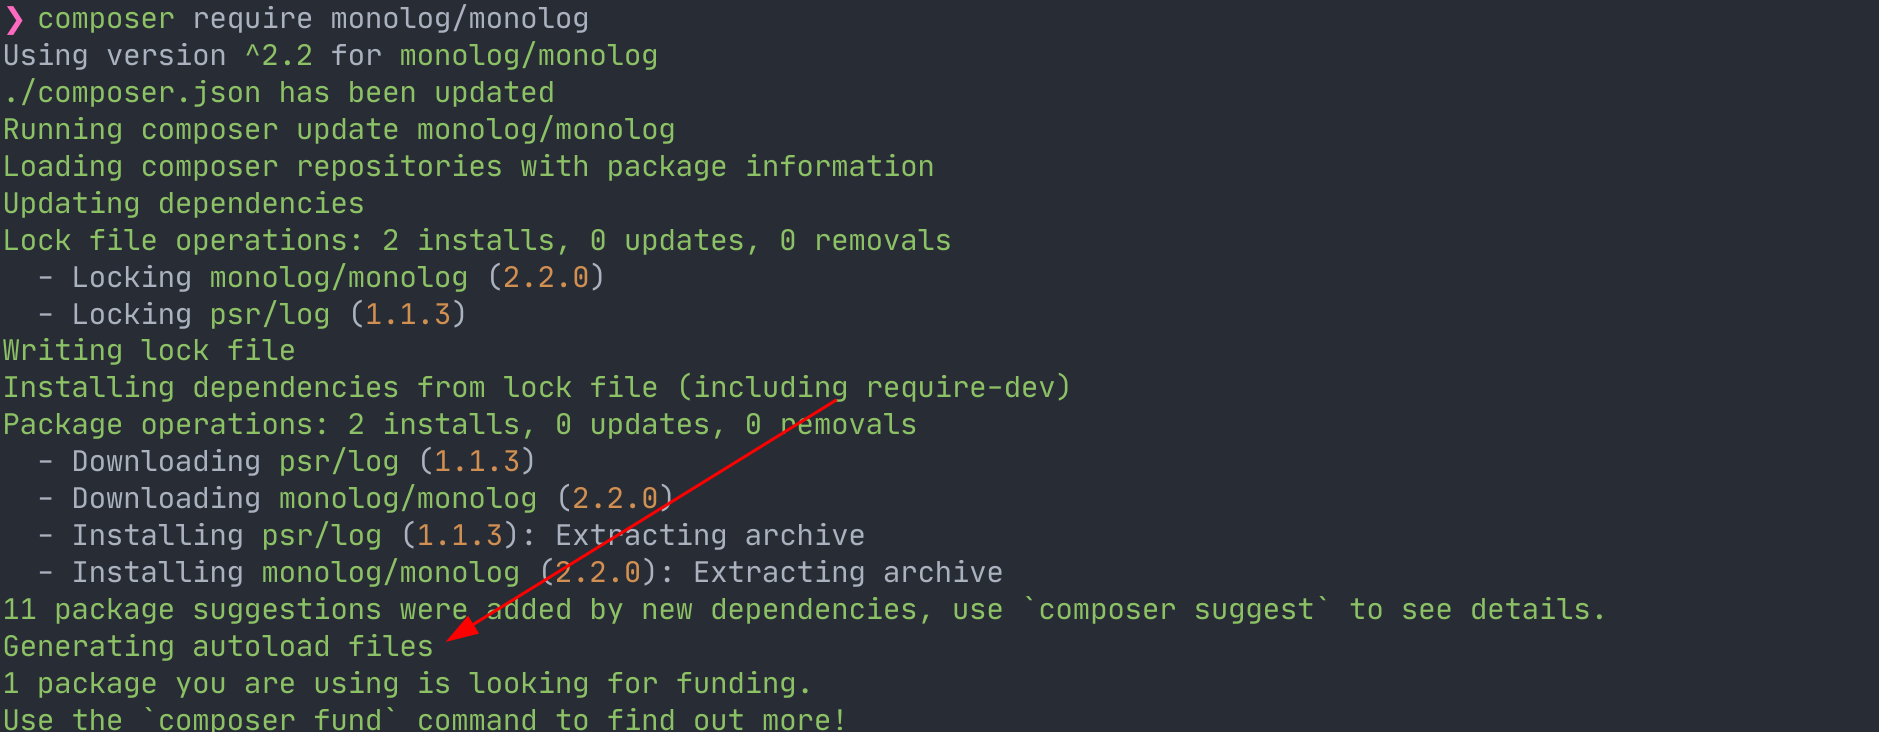 ❯ composer require monolog/monolog
Using version ^2.2 for monolog/monolog
./composer.json has been updated
Running composer update monolog/monolog
Loading composer repositories with package information
Updating dependencies
Lock file operations: 2 installs, 0 updates, 0 removals
  - Locking monolog/monolog (2.2.0)
  - Locking psr/log (1.1.3)
Writing lock file
Installing dependencies from lock file (including require-dev)
Package operations: 2 installs, 0 updates, 0 removals
  - Downloading psr/log (1.1.3)
  - Downloading monolog/monolog (2.2.0)
  - Installing psr/log (1.1.3): Extracting archive
  - Installing monolog/monolog (2.2.0): Extracting archive
11 package suggestions were added by new dependencies, use `composer suggest` to see details.
Generating autoload files
1 package you are using is looking for funding.
Use the `composer fund` command to find out more!